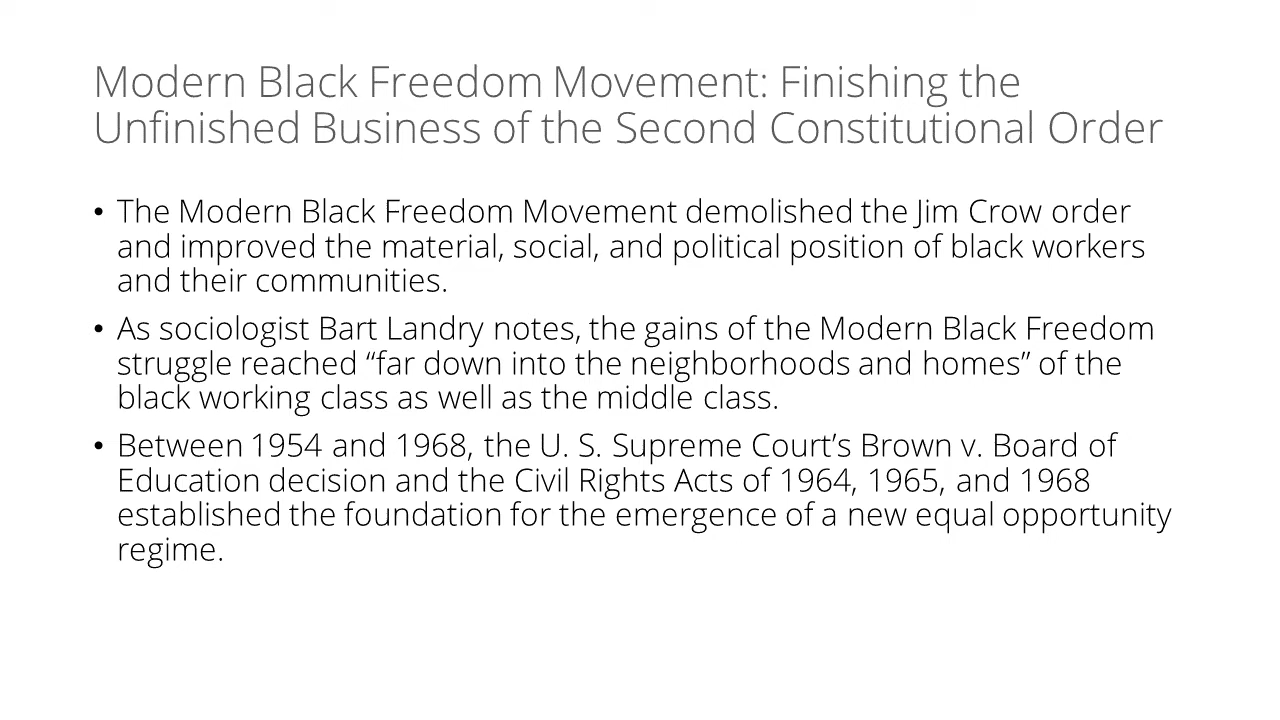 Modern Black Freedom Movement: Finishing the
Unfinished Business of the Second Constitutional Order
• The Modern Black Freedom Movement demolished the Jim Crow order
and improved the material, social, and political position of black workers
and their communities.
• As sociologist Bart Landry notes, the gains of the Modern Black Freedom
struggle reached “far down into the neighborhoods and homes” of the
black working class as well as the middle class.
• Between 1954 and 1968, the U. S. Supreme Court’s Brown v. Board of
Education decision and the Civil Rights Acts of 1964, 1965, and 1968
established the foundation for the emergence of a new equal opportunity
regime.